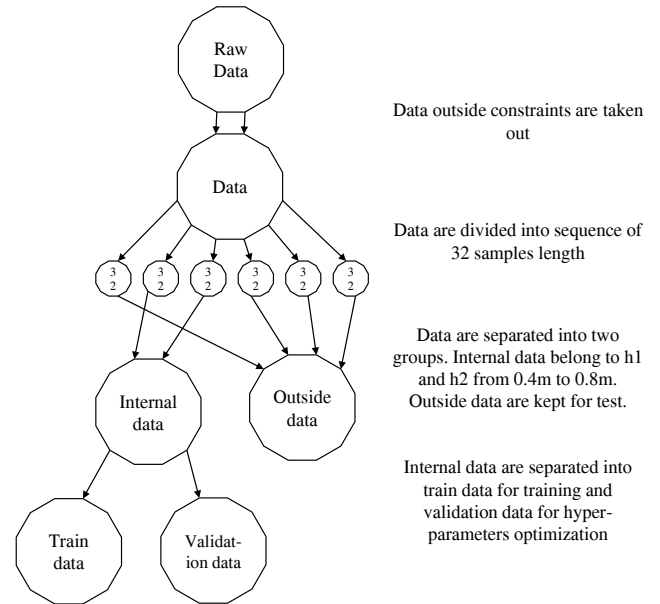 Raw
Data
Data outside constraints are taken
out
Data
Data are divided into sequence of
32 samples length
3
2
3
2
3
2
3
2
3
2
3
2
Data are separated into two
groups. Internal data belong to h1
and h2 from 0.4m to 0.8m.
Outside data are kept for test.
Internal
data
Outside
data
Internal data are separated into
train data for training and
validation data for hyper-
parameters optimization
Train
data
Validat-
ion data